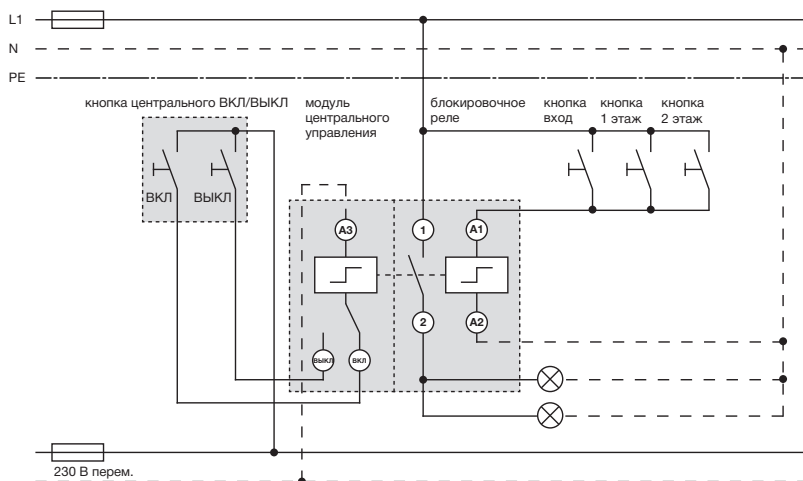 L1
N
PE
кнопка центрального ВКЛ/ВЫКЛ
модуль
центрального
управления
блокировочное
реле
кнопка
вход
кнопка
1 этаж
кнопка
2 этаж
ВКЛ
ВЫКЛ
A3
1
A1
2
A2
ВЫКЛ
ВКЛ
230 В перем.